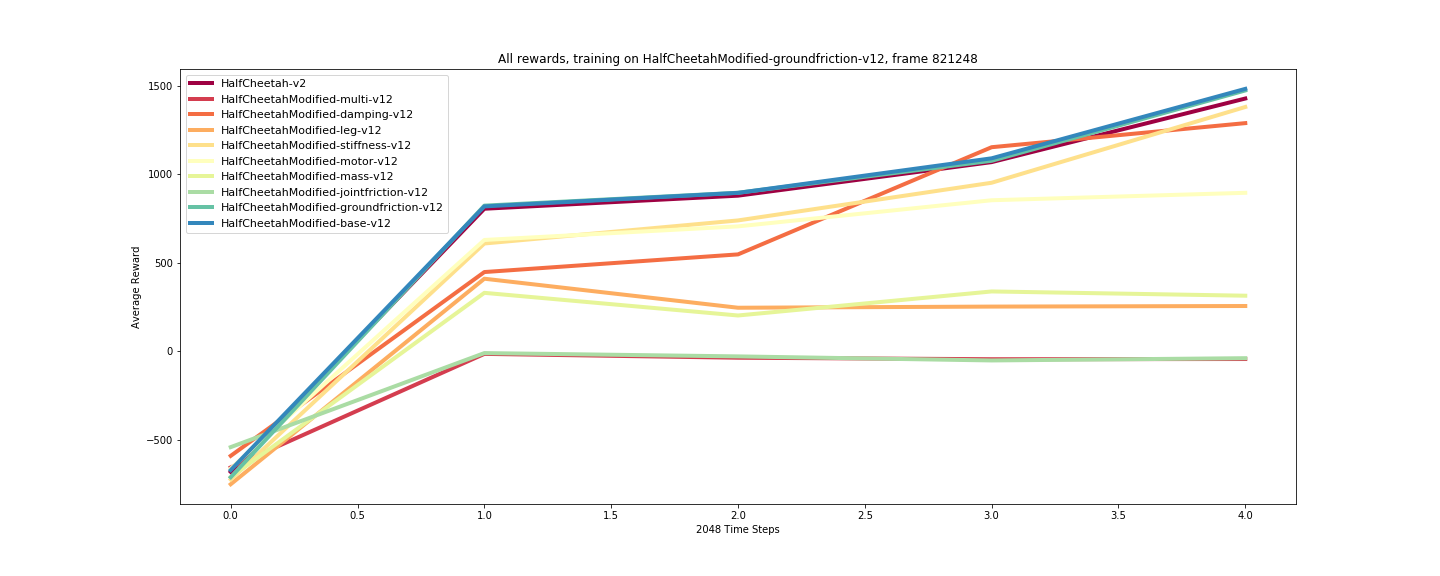 All rewards, training on HalfCheetahModified-groundfriction-v12, frame 821248
HalfCheetah-v2
HalfCheetahModified-multi-v12
HalfCheetahModified-damping-v12
HalfCheetahModified-leg-v12
HalfCheetahModified-stiffness-v12
HalfCheetahModified-motor-v12
HalfCheetahModified-mass-v12
HalfCheetahModified-jointfriction-v12
HalfCheetahModified-groundfriction-v12
HalfCheetahModified-base-v12
Average Reward
1500
1000
500
0
−500
0.0 0.5 1.0 1.5 2.0 2.5 3.0 3.5 4.0
2048 Time Steps